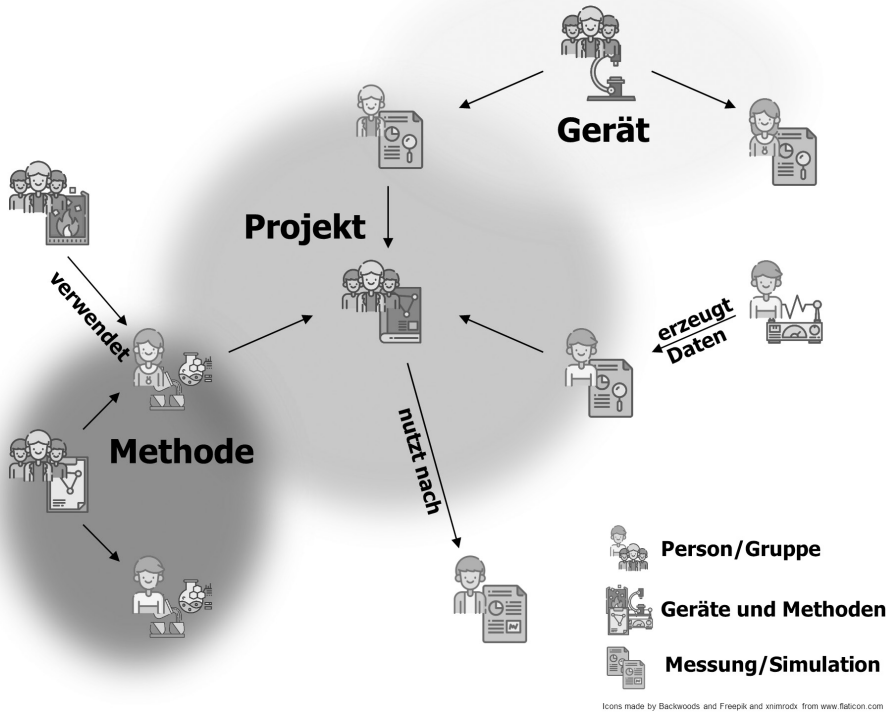 Gerät
Projekt
verwendet
erzeugt
Daten
Methode
nutzt nach
Person/Gruppe
Geräte und Methoden
Messung/Simulation
Icons made by Backwoods and Freepik and xnimrodx from www.flaticon.com